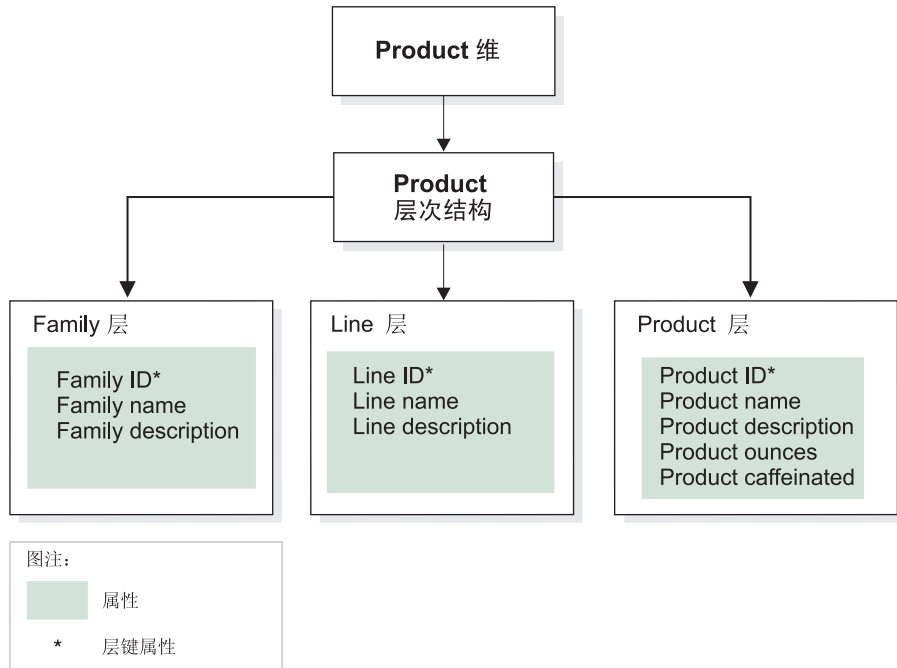 Product 维
Product
层次结构
Family 层
Family ID*
Family name
Family description
Line 层
Line ID*
Line name
Line description
Product 层
Product ID*
Product name
Product description
Product ounces
Product caffeinated
图注：
属性
* 层键属性